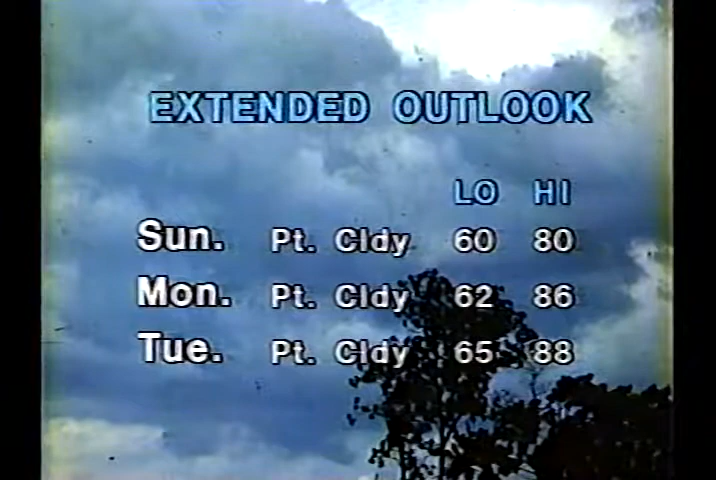 EXTENDED OUTLOOK
LO HI
Sun. Pt. Cldy 60 80
Mon. Pt. Cldy 62 86
Tue. Pt. Cldy 65 88